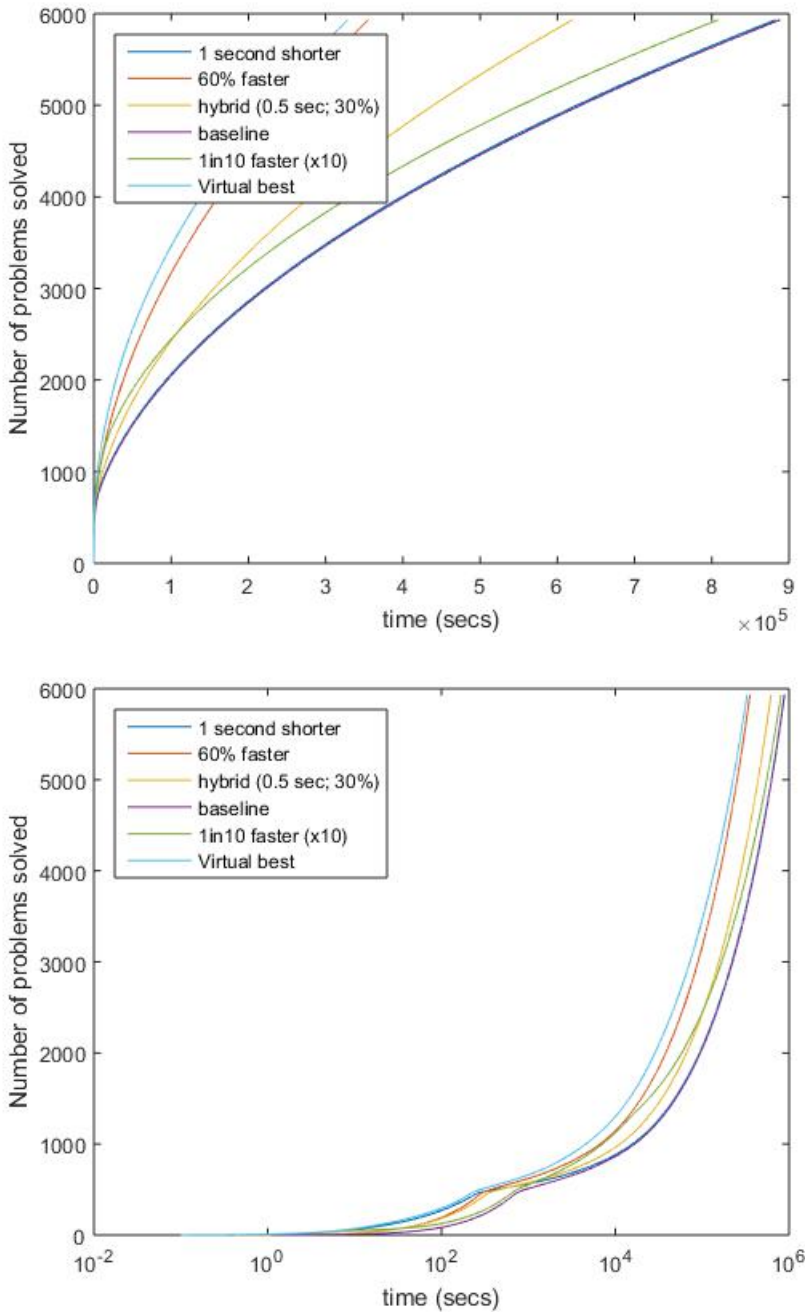 6000
5000
4000
3000
2000
1000
0
Number of problems solved
1 second shorter
60% faster
hybrid (0.5 sec; 30%)
baseline
1in10 faster (x10)
Virtual best
0 1 2 3 4 5 6 7 8 9
time (secs)
× 10^5
6000
5000
4000
3000
2000
1000
0
Number of problems solved
1 second shorter
60% faster
hybrid (0.5 sec; 30%)
baseline
1in10 faster (x10)
Virtual best
10^-2 10^0 10^2 10^4 10^6
time (secs)